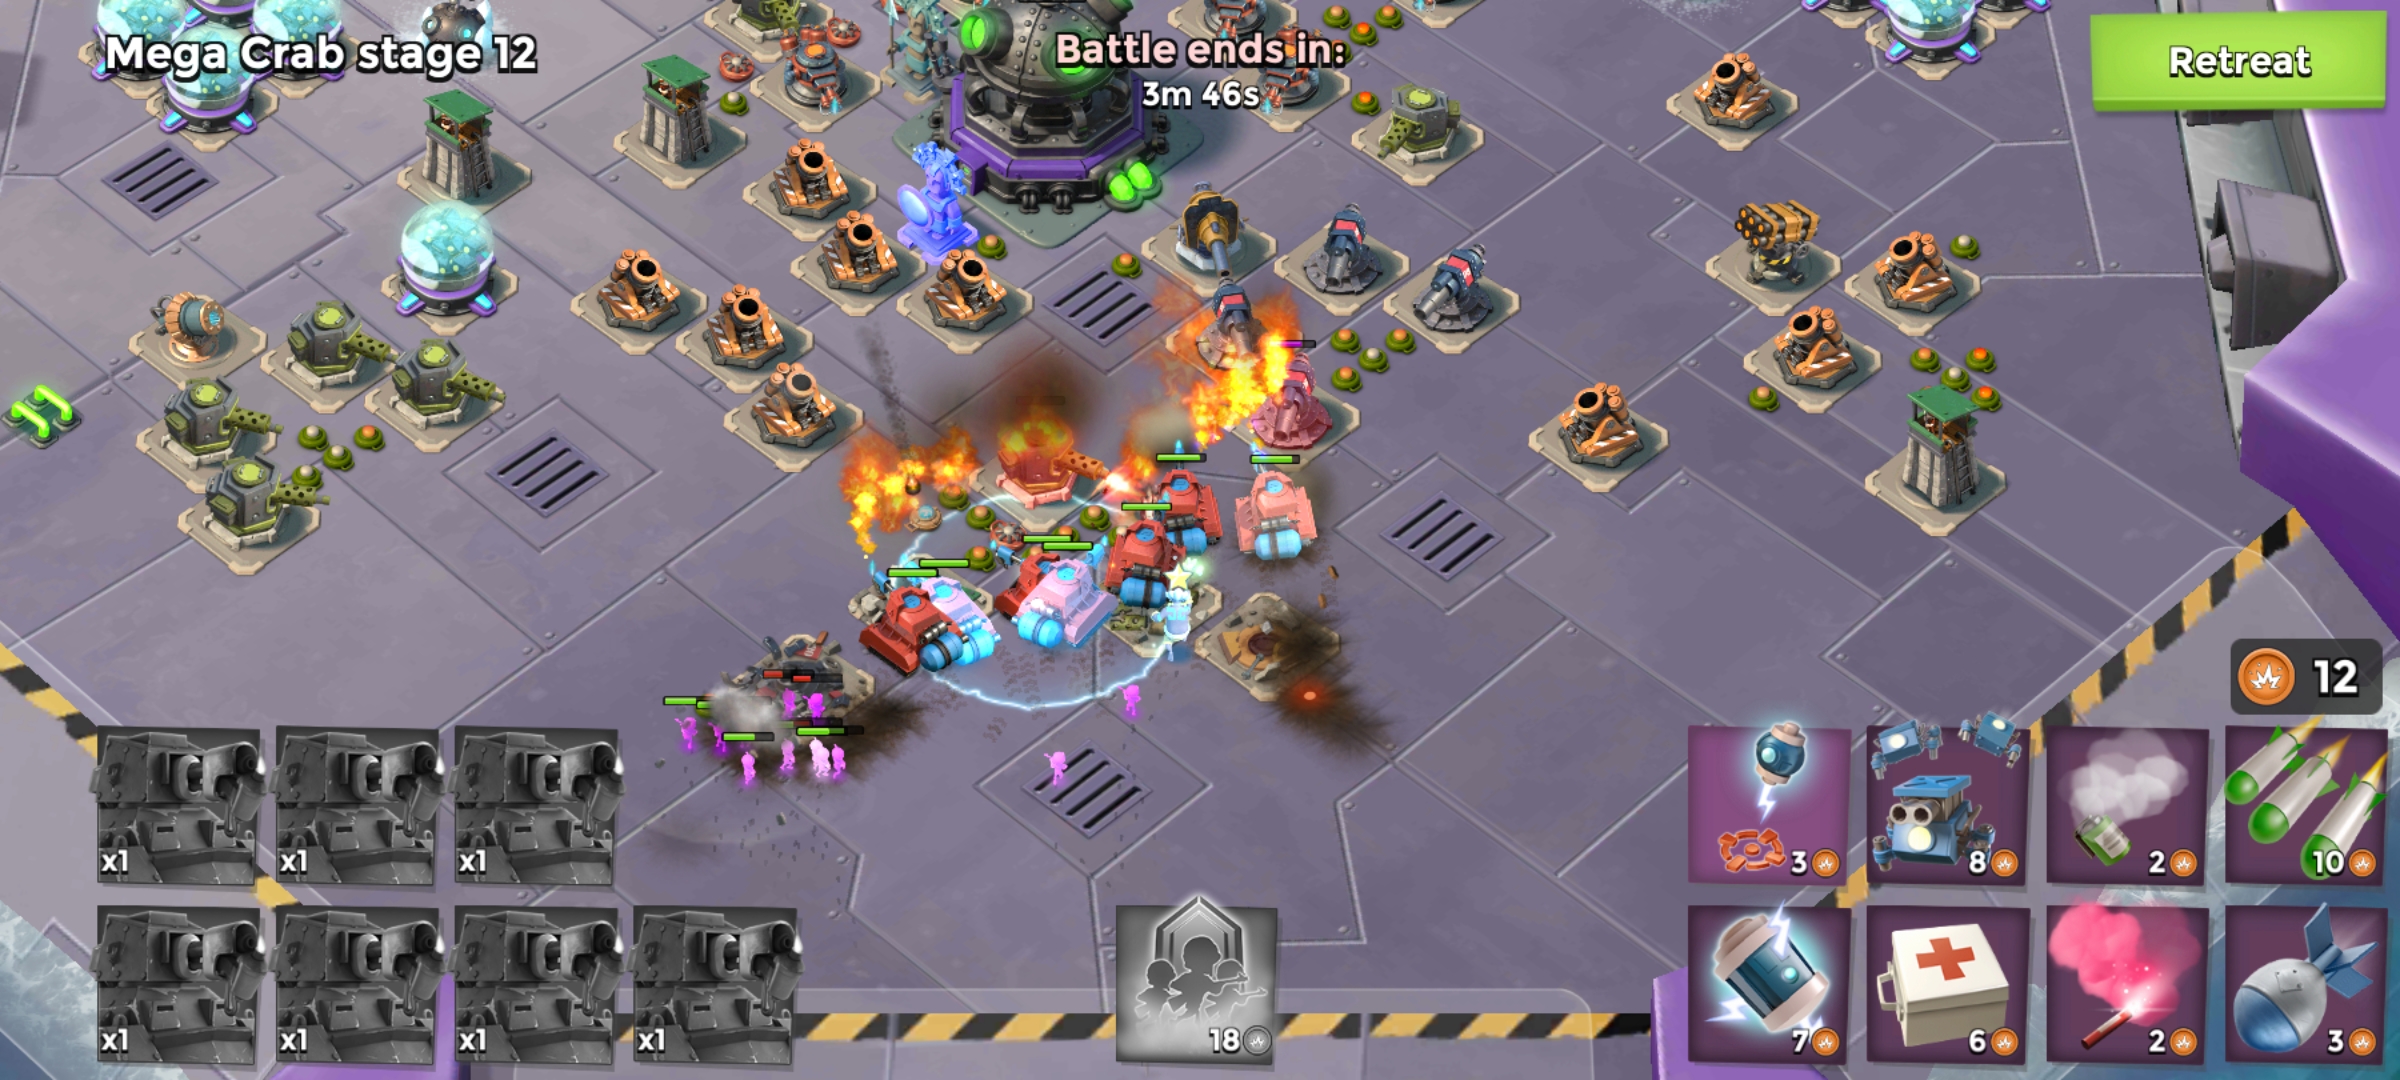 Mega Crab stage 12
Battle ends in:
3m 46s
Retreat
12
3
8
2
10
x1
x1
x1
7
6
2
3
x1
x1
x1
x1
18